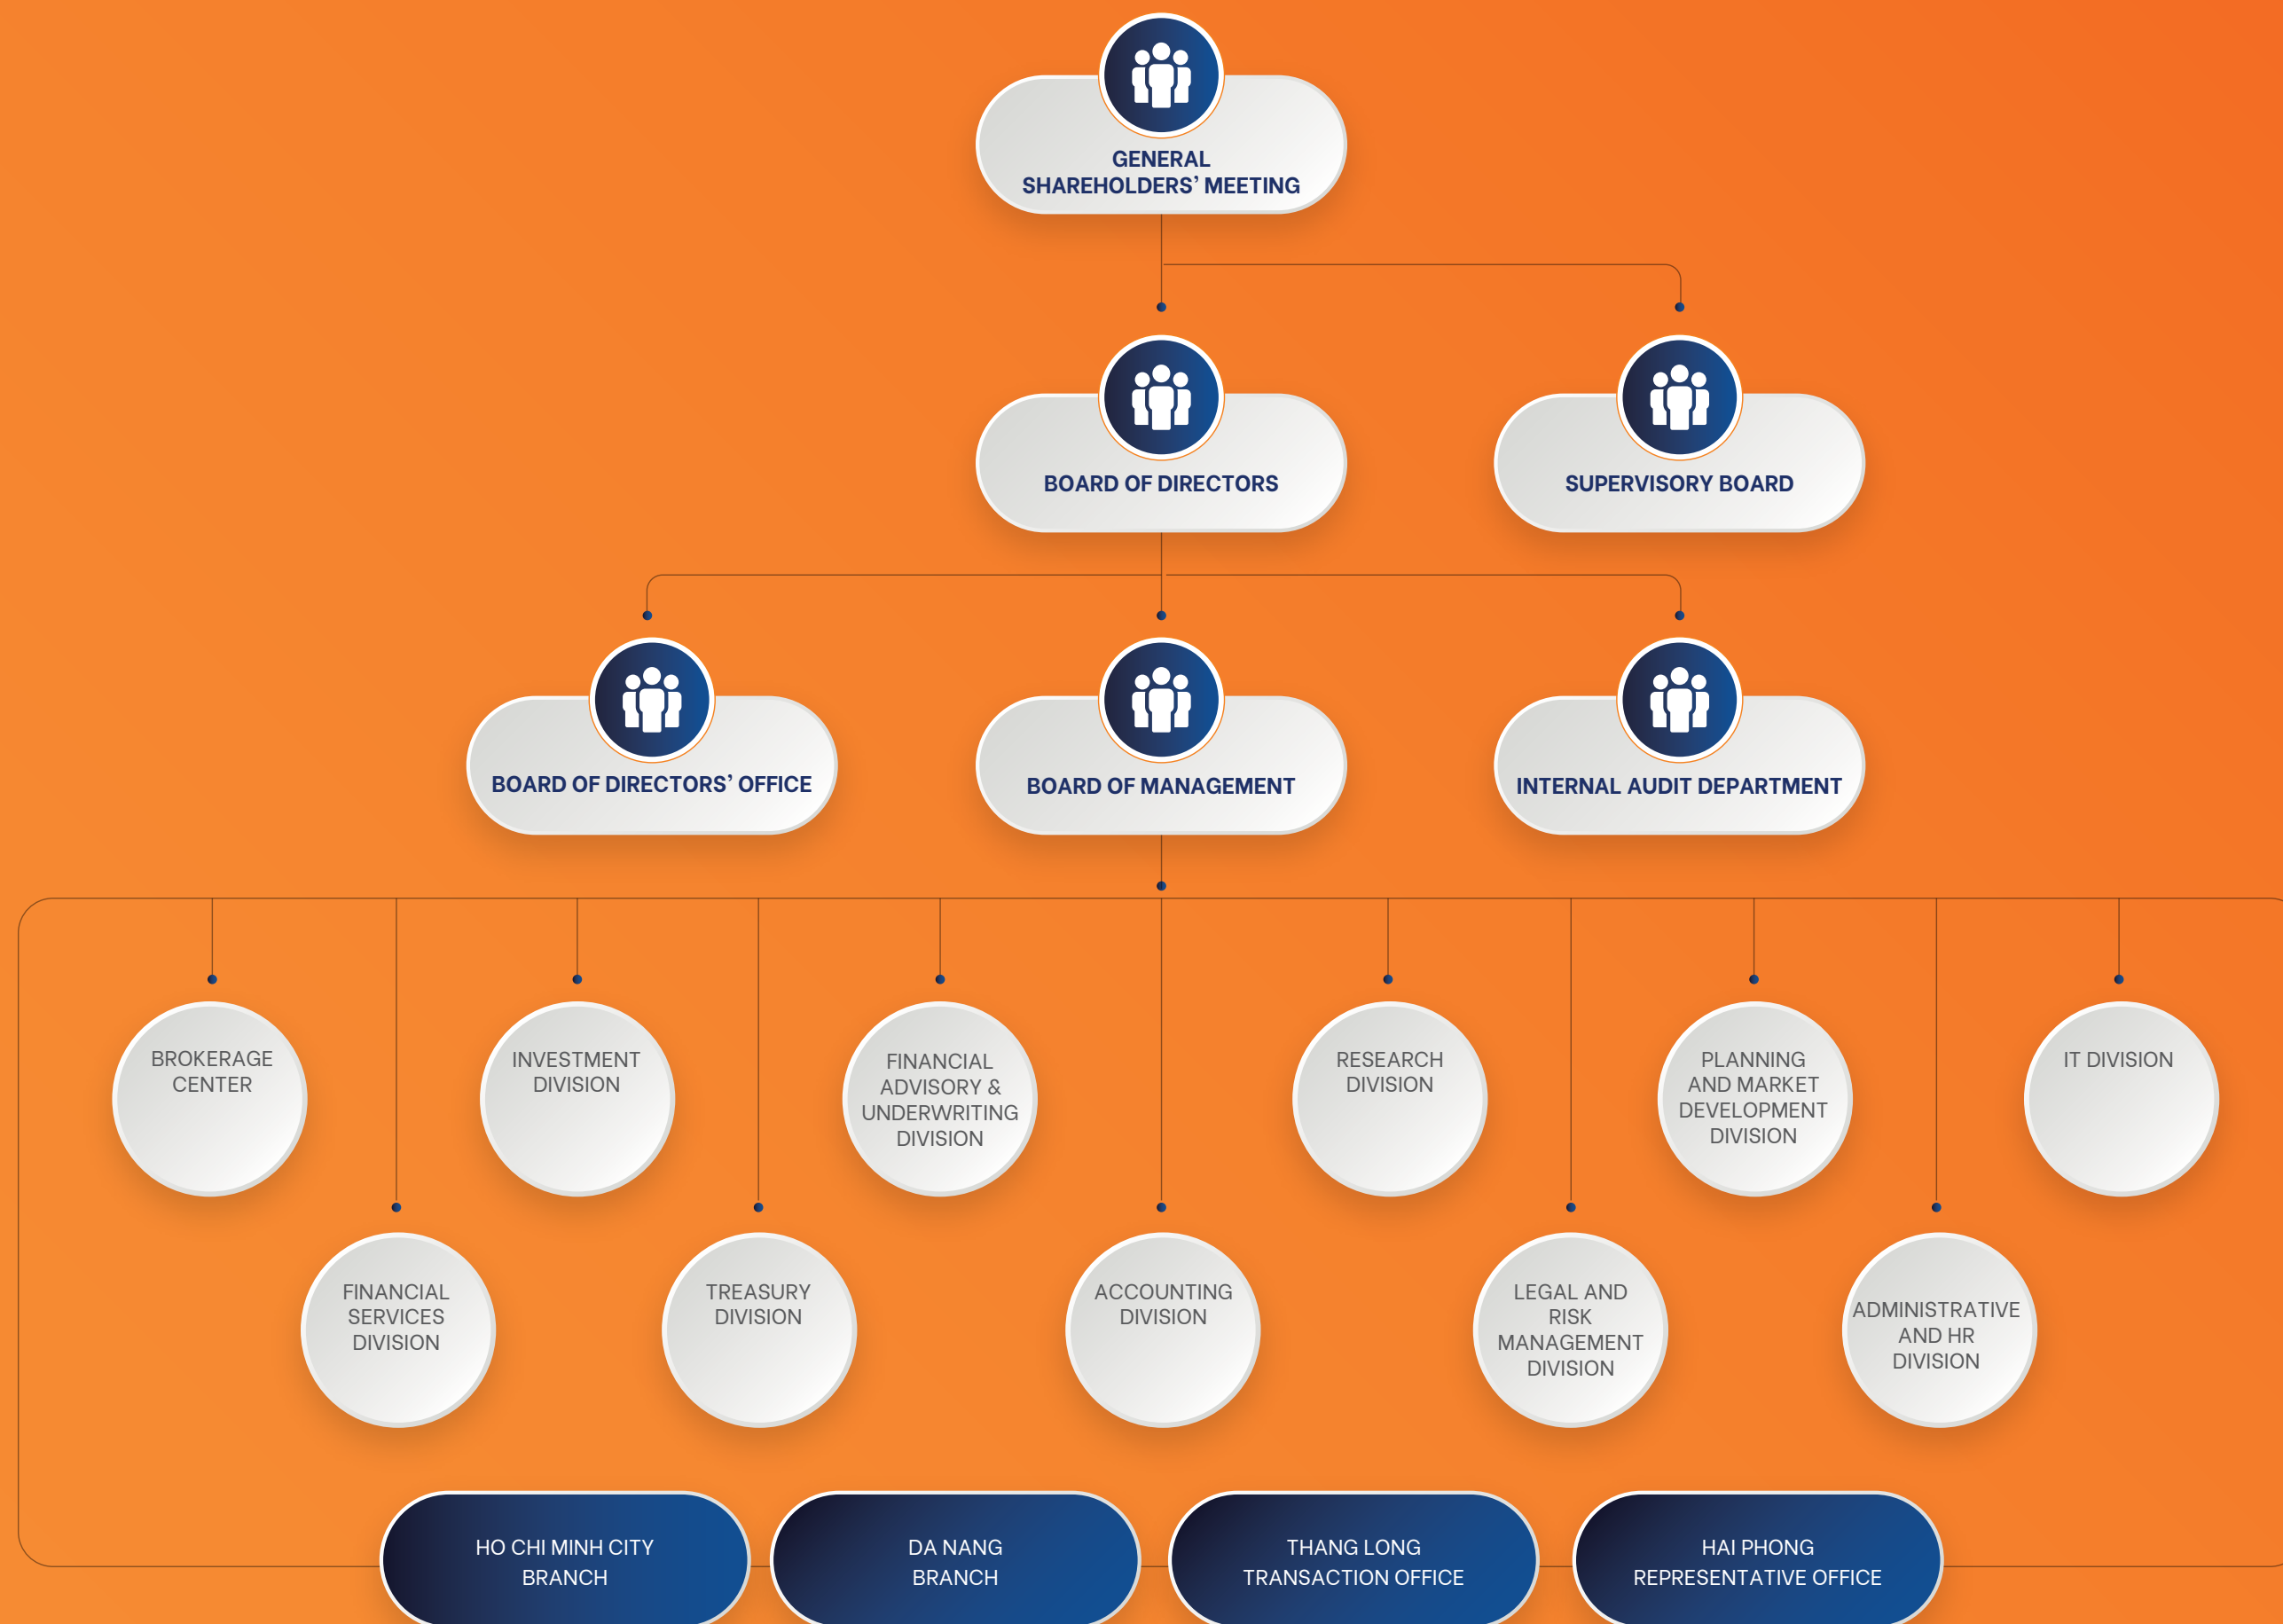 GENERAL
SHAREHOLDERS’ MEETING
BOARD OF DIRECTORS
SUPERVISORY BOARD
BOARD OF DIRECTORS’ OFFICE
BOARD OF MANAGEMENT
INTERNAL AUDIT DEPARTMENT
BROKERAGE
CENTER
INVESTMENT
DIVISION
FINANCIAL
ADVISORY &
UNDERWRITING
DIVISION
RESEARCH
DIVISION
PLANNING
AND MARKET
DEVELOPMENT
DIVISION
IT DIVISION
FINANCIAL
SERVICES
DIVISION
TREASURY
DIVISION
ACCOUNTING
DIVISION
LEGAL AND
RISK
MANAGEMENT
DIVISION
ADMINISTRATIVE
AND HR
DIVISION
HO CHI MINH CITY
BRANCH
DA NANG
BRANCH
THANG LONG
TRANSACTION OFFICE
HAI PHONG
REPRESENTATIVE OFFICE